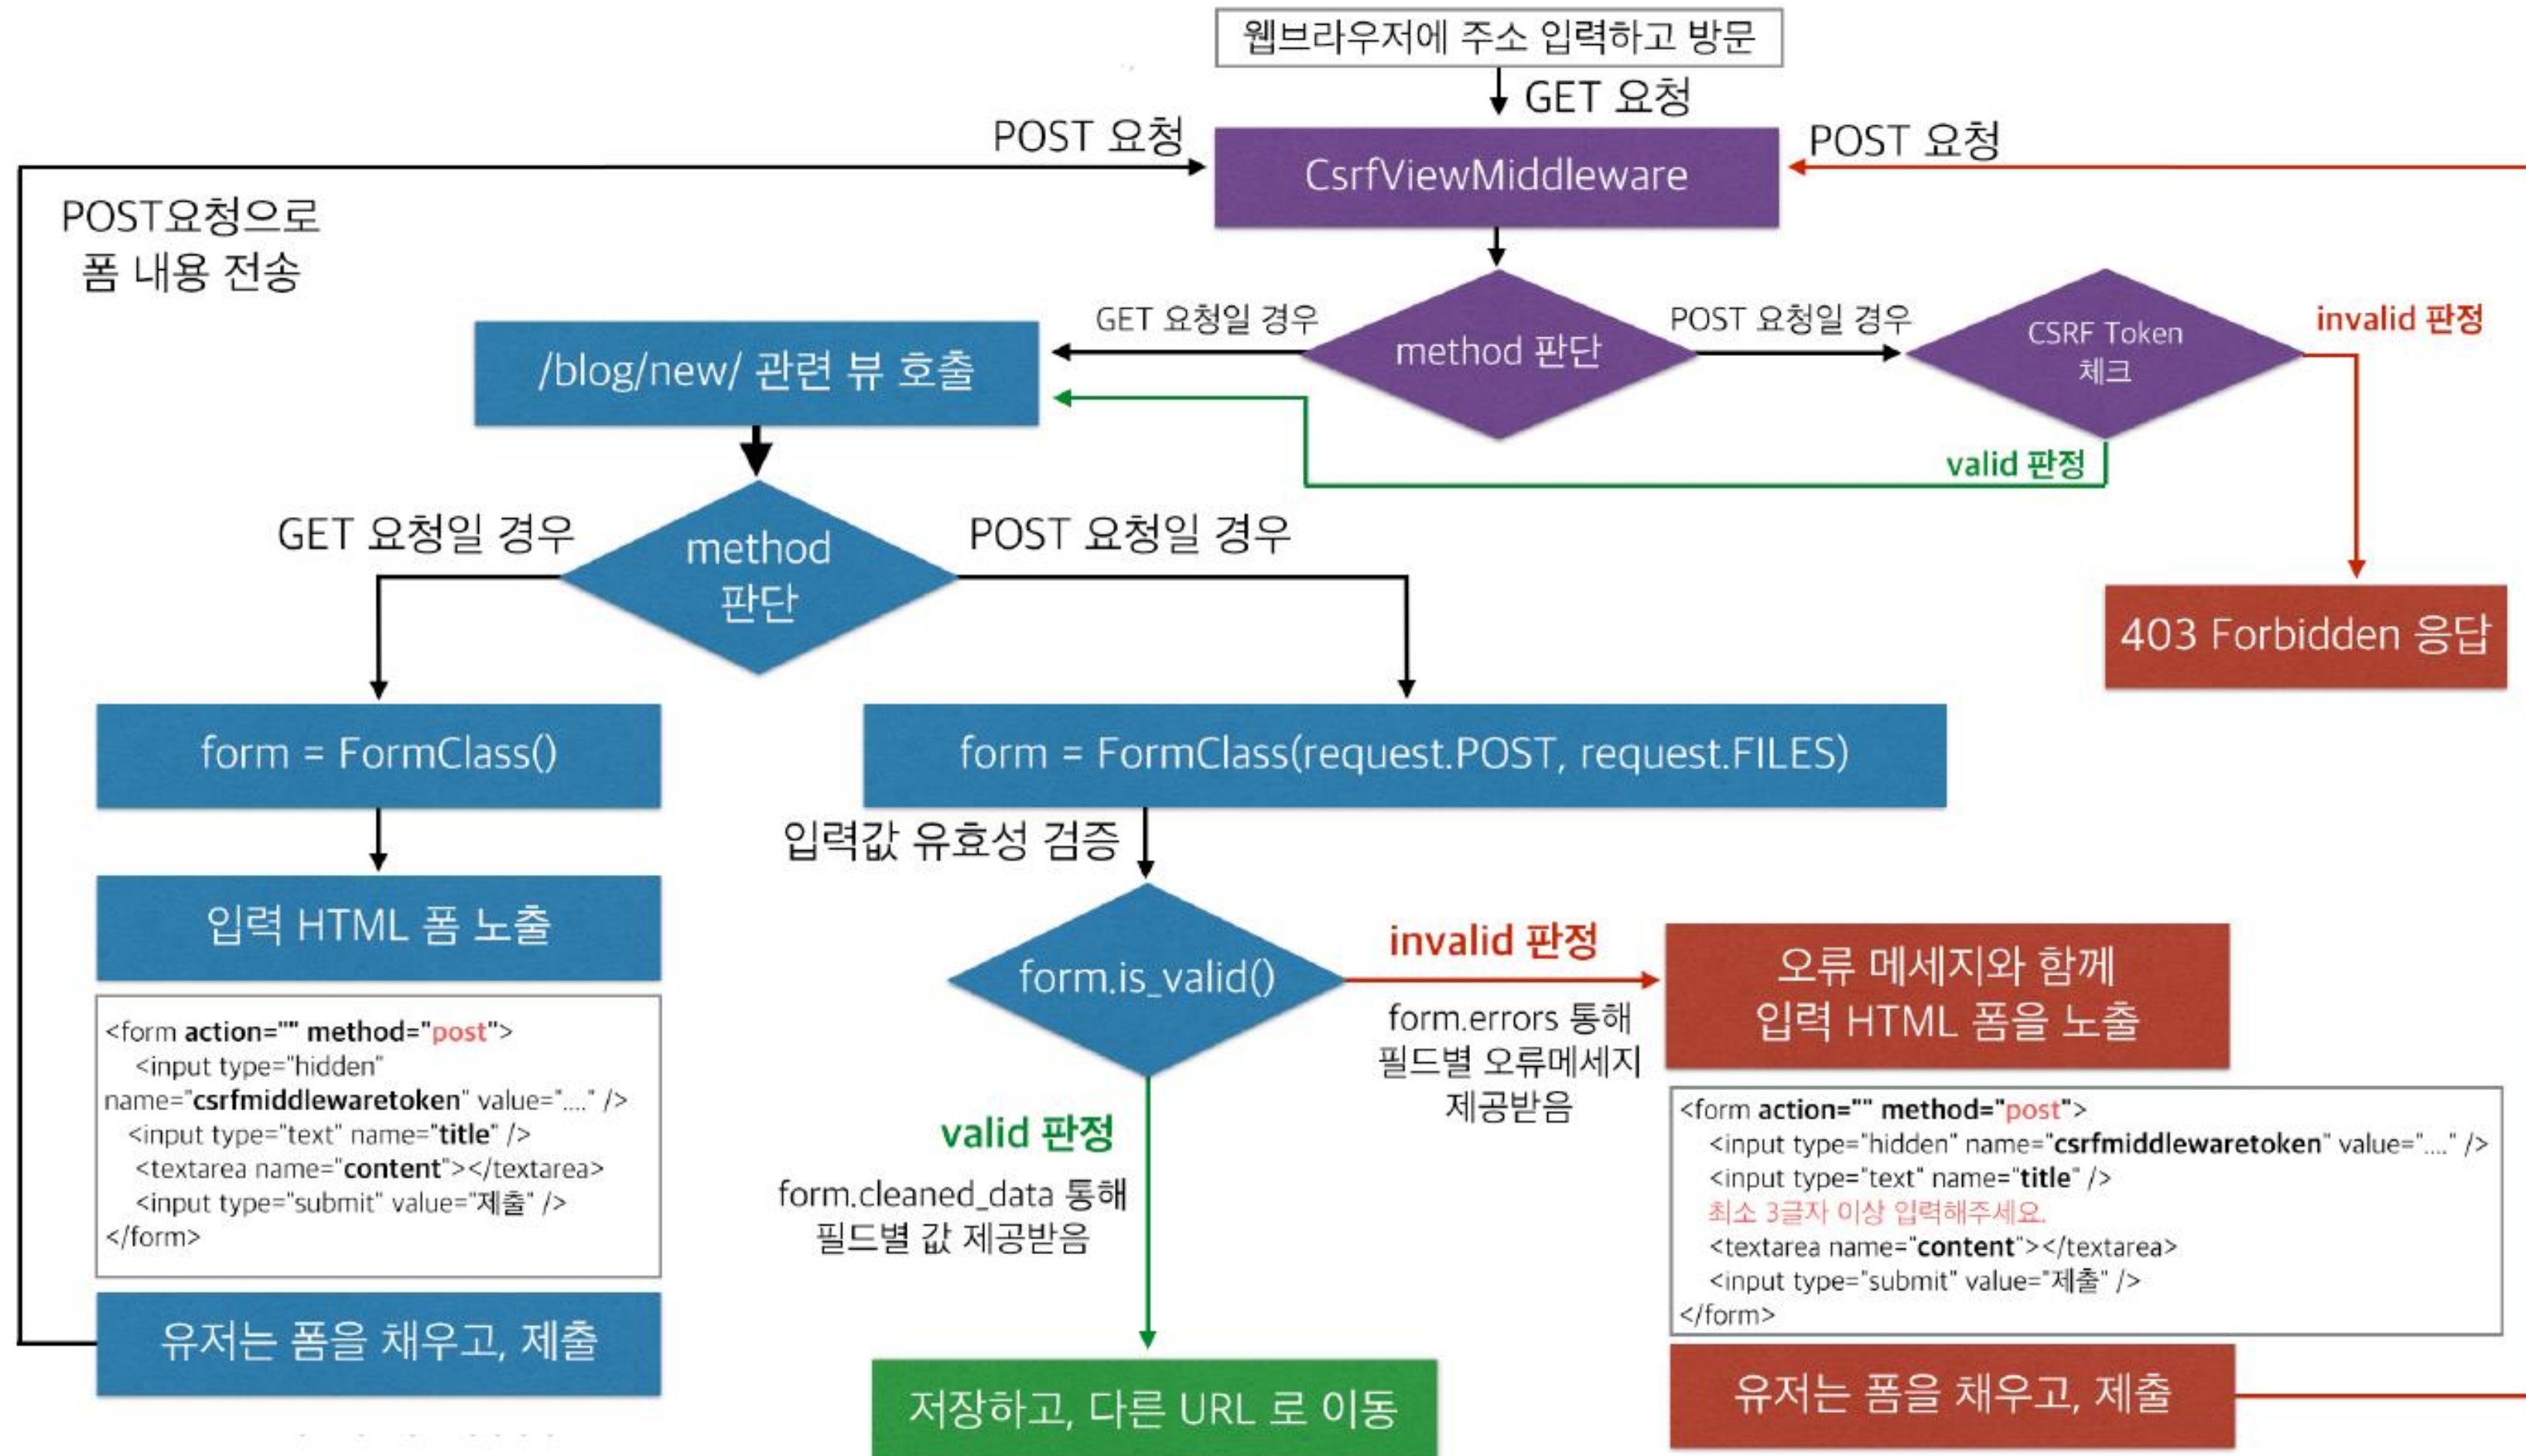 웹브라우저에 주소 입력하고 방문
GET 요청
POST 요청
CsrfViewMiddleware
POST 요청
POST요청으로
폼 내용 전송
GET 요청일 경우
method 판단
POST 요청일 경우
CSRF Token
체크
invalid 판정
/blog/new/ 관련 뷰 호출
valid 판정
GET 요청일 경우
method
판단
POST 요청일 경우
403 Forbidden 응답
form = FormClass()
form = FormClass(request.POST, request.FILES)
입력값 유효성 검증
입력 HTML 폼 노출
form.is_valid()
invalid 판정
form.errors 통해
필드별 오류메세지
제공받음
오류 메세지와 함께
입력 HTML 폼을 노출
<form action="" method="post">
<input type="hidden"
name="csrfmiddlewaretoken" value="...." />
<input type="text" name="title" />
<textarea name="content"></textarea>
<input type="submit" value="제출" />
</form>
valid 판정
form.cleaned_data 통해
필드별 값 제공받음
<form action="" method="post">
<input type="hidden" name="csrfmiddlewaretoken" value="...." />
<input type="text" name="title" />
최소 3글자 이상 입력해주세요.
<textarea name="content"></textarea>
<input type="submit" value="제출" />
</form>
유저는 폼을 채우고, 제출
저장하고, 다른 URL 로 이동
유저는 폼을 채우고, 제출